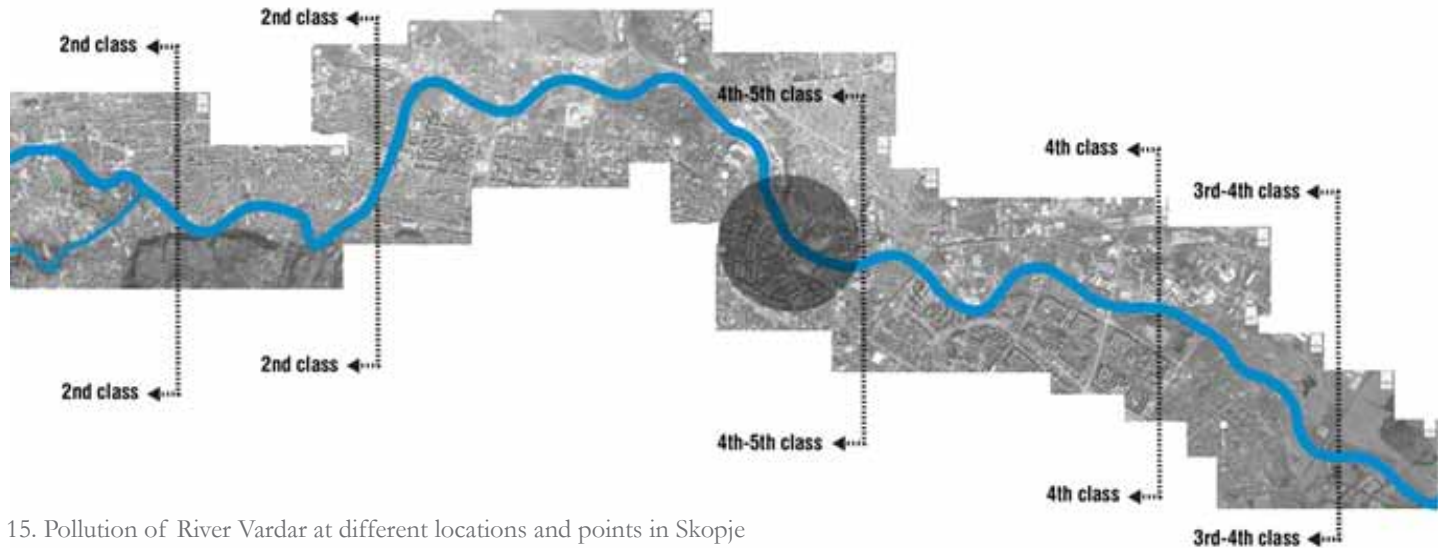 2nd class
2nd class
4th-5th class
4th class
3rd-4th class
2nd class
2nd class
4th-5th class
4th class
3rd-4th class
15. Pollution of River Vardar at different locations and points in Skopje